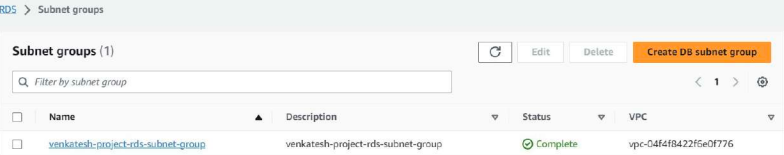 RDS > Subnet groups
Subnet groups (1)
Edit
Delete
Create DB subnet group
Filter by subnet group
< 1 >
Name Description Status VPC
venkatesh-project-rds-subnet-group venkatesh-project-rds-subnet-group Complete vpc-04f4f8422f6e0f776